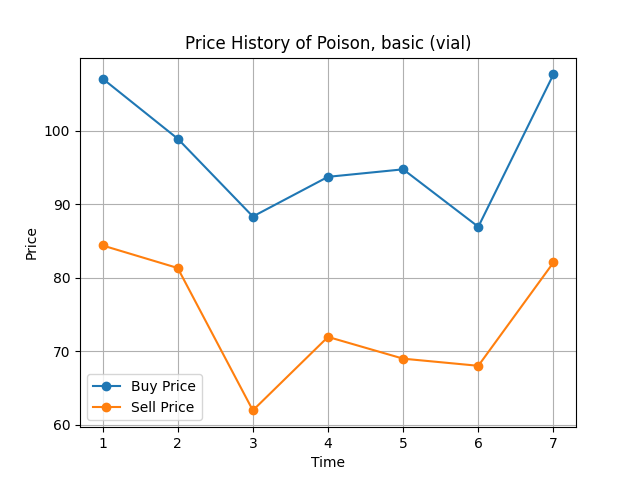 Price History of Poison, basic (vial)
Price
100
90
80
70
60
Buy Price
Sell Price
1 2 3 4 5 6 7
Time